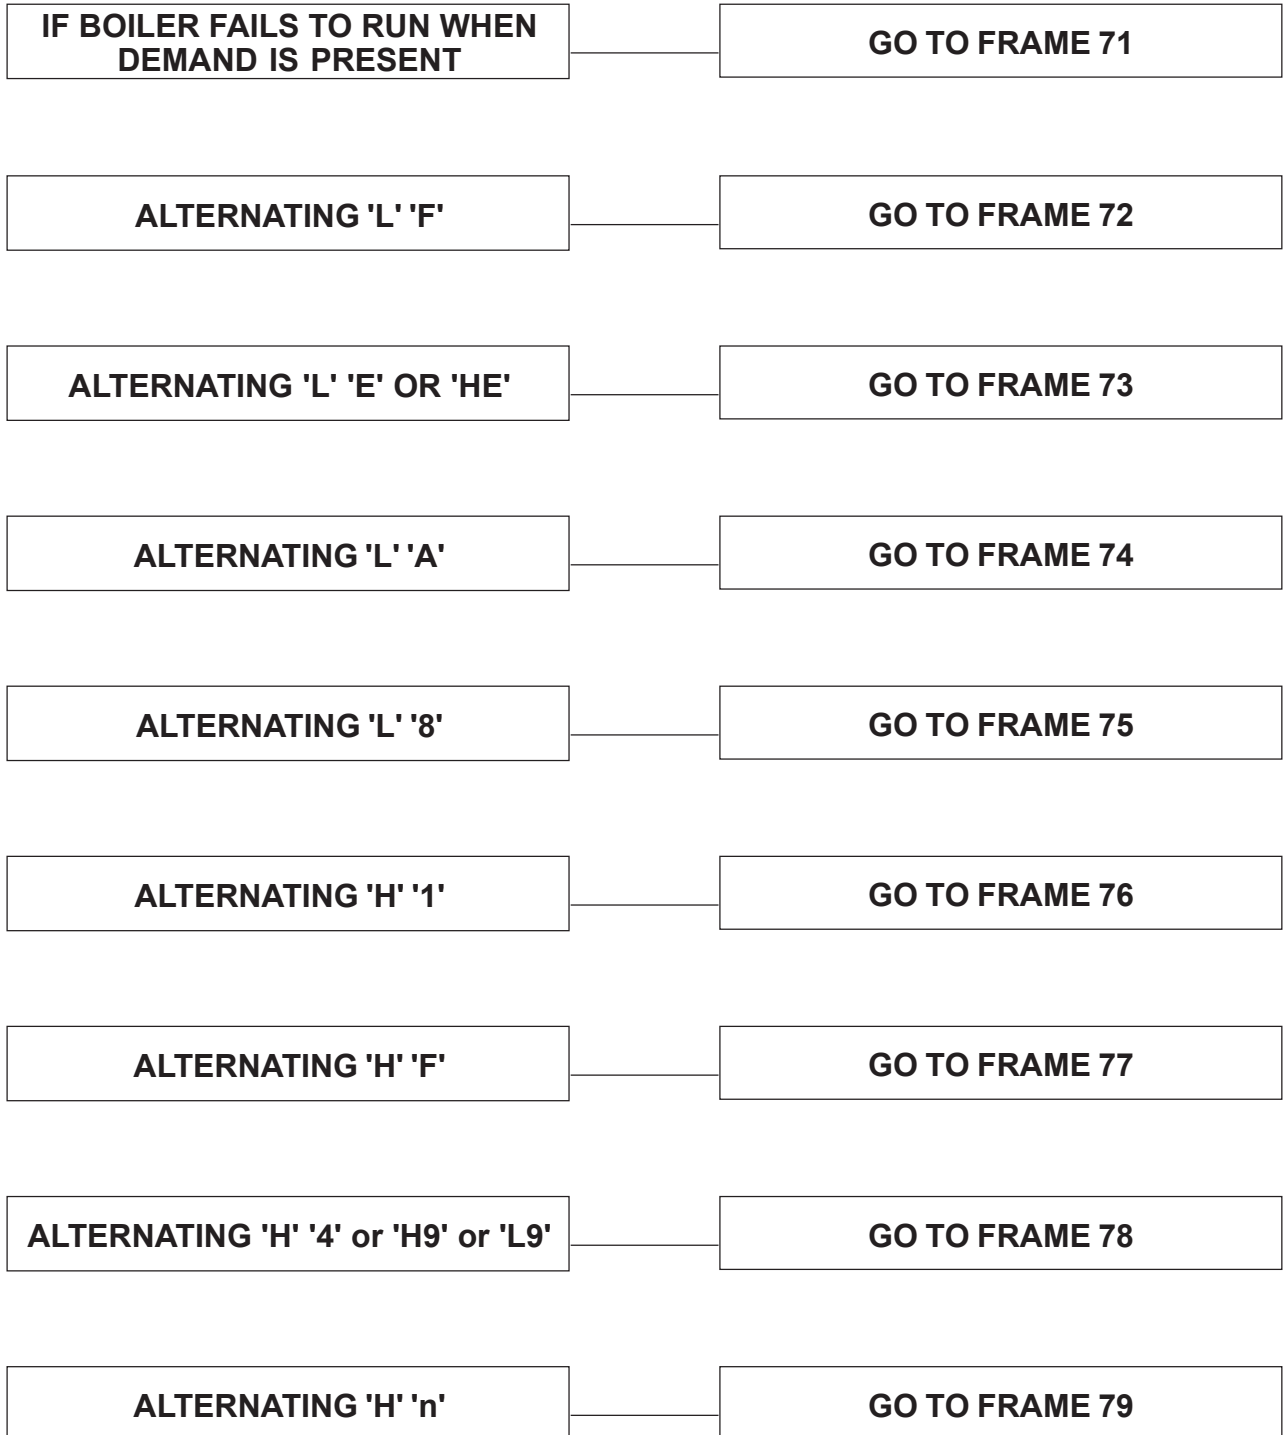 IF BOILER FAILS TO RUN WHEN
DEMAND IS PRESENT
GO TO FRAME 71
ALTERNATING 'L' 'F'
GO TO FRAME 72
ALTERNATING 'L' 'E' OR 'HE'
GO TO FRAME 73
ALTERNATING 'L' 'A'
GO TO FRAME 74
ALTERNATING 'L' '8'
GO TO FRAME 75
ALTERNATING 'H' '1'
GO TO FRAME 76
ALTERNATING 'H' 'F'
GO TO FRAME 77
ALTERNATING 'H' '4' or 'H9' or 'L9'
GO TO FRAME 78
ALTERNATING 'H' 'n'
GO TO FRAME 79